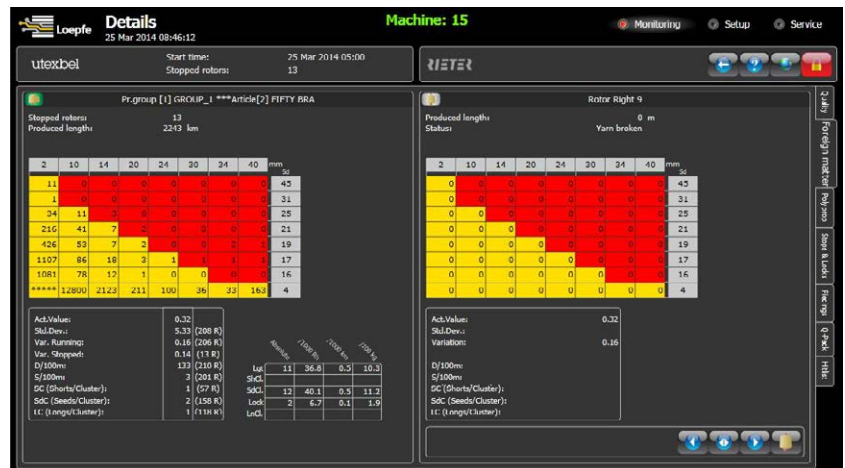 Loepfe
Details
25 Mar 2014 08:46:12
Machine: 15
Monitoring
Setup
Service
utexbel
Start time: 25 Mar 2014 05:00
Stopped rotors: 13
RIETER
Pr.group [1] GROUP_1 ***Article[2] FIFTY BRA
Stopped rotors: 13
Produced length: 2243 km
2 10 14 20 24 30 34 40 mm
Sd
11 0 0 0 0 0 0 0 45
1 0 0 0 0 0 0 0 31
34 11 0 0 0 0 0 25
216 41 7 0 0 0 0 21
426 53 7 2 0 0 2 1 19
1107 86 18 3 1 1 1 1 17
1081 78 12 1 0 0 0 0 16
***** 12800 2123 211 100 36 33 163 4
Act.Value: 0.32
Std.Dev.: 5.33 (208 R)
Var. Running: 0.16 (206 R)
Var. Stopped: 0.14 (13 R)
D/100m: 133 (210 R)
S/100m: 3 (201 R)
SC (Shorts/Cluster): 1 (57 R)
SdC (Seeds/Cluster): 2 (158 R)
LC (Longs/Cluster): 1 (118 R)
Absolute /1000 Rh /1000 km /200 kg
11 36.8 0.5 10.3
ShCl.
SdCl. 12 40.1 0.5 11.2
Lock 2 6.7 0.1 1.9
LnCl.
Rotor Right 9
Produced length: 0 m
Status: Yarn broken
2 10 14 20 24 30 34 40 mm
Sd
0 0 0 0 0 0 0 0 45
0 0 0 0 0 0 0 0 31
0 0 0 0 0 0 0 0 25
0 0 0 0 0 0 0 0 21
0 0 0 0 0 0 0 0 19
0 0 0 0 0 0 0 0 17
0 0 0 0 0 0 0 0 16
0 0 0 0 0 0 0 0 4
Act.Value: 0.32
Std.Dev.:
Variation: 0.16
D/100m:
S/100m:
SC (Shorts/Cluster):
SdC (Seeds/Cluster):
LC (Longs/Cluster):
Quality
Foreign matter
Stops & Locks
Q-Pack